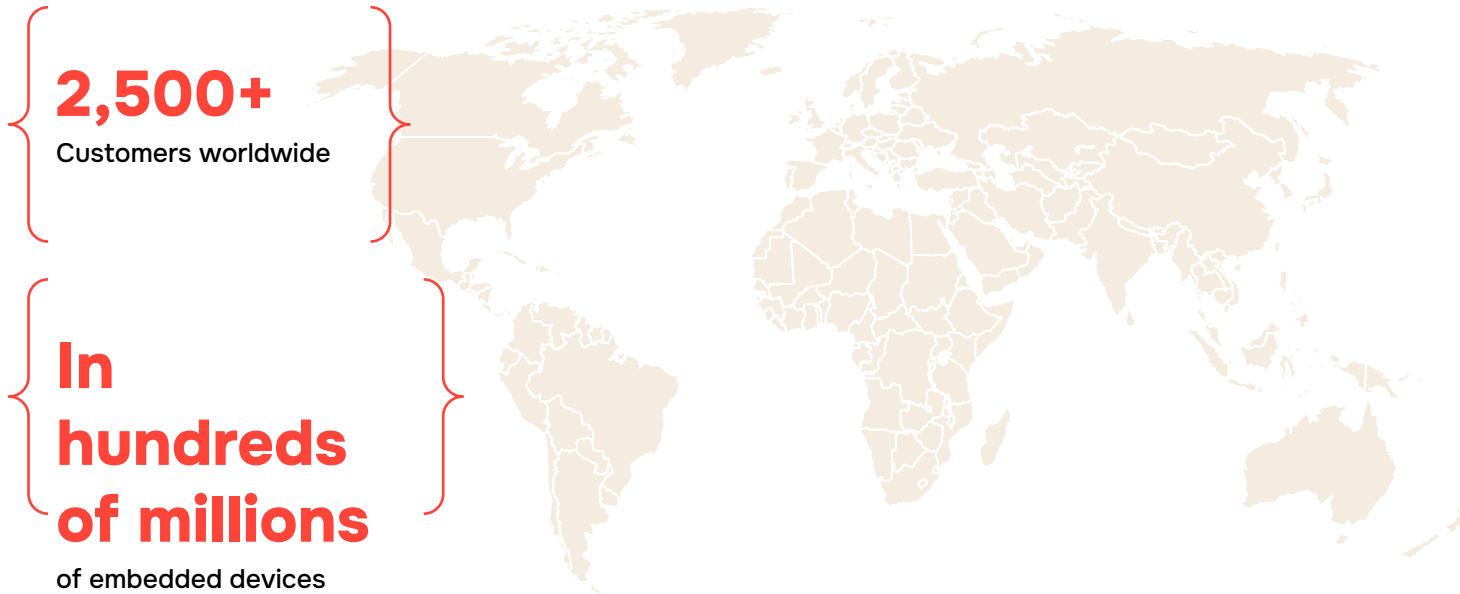 2,500+
Customers worldwide
In
hundreds
of millions
of embedded devices